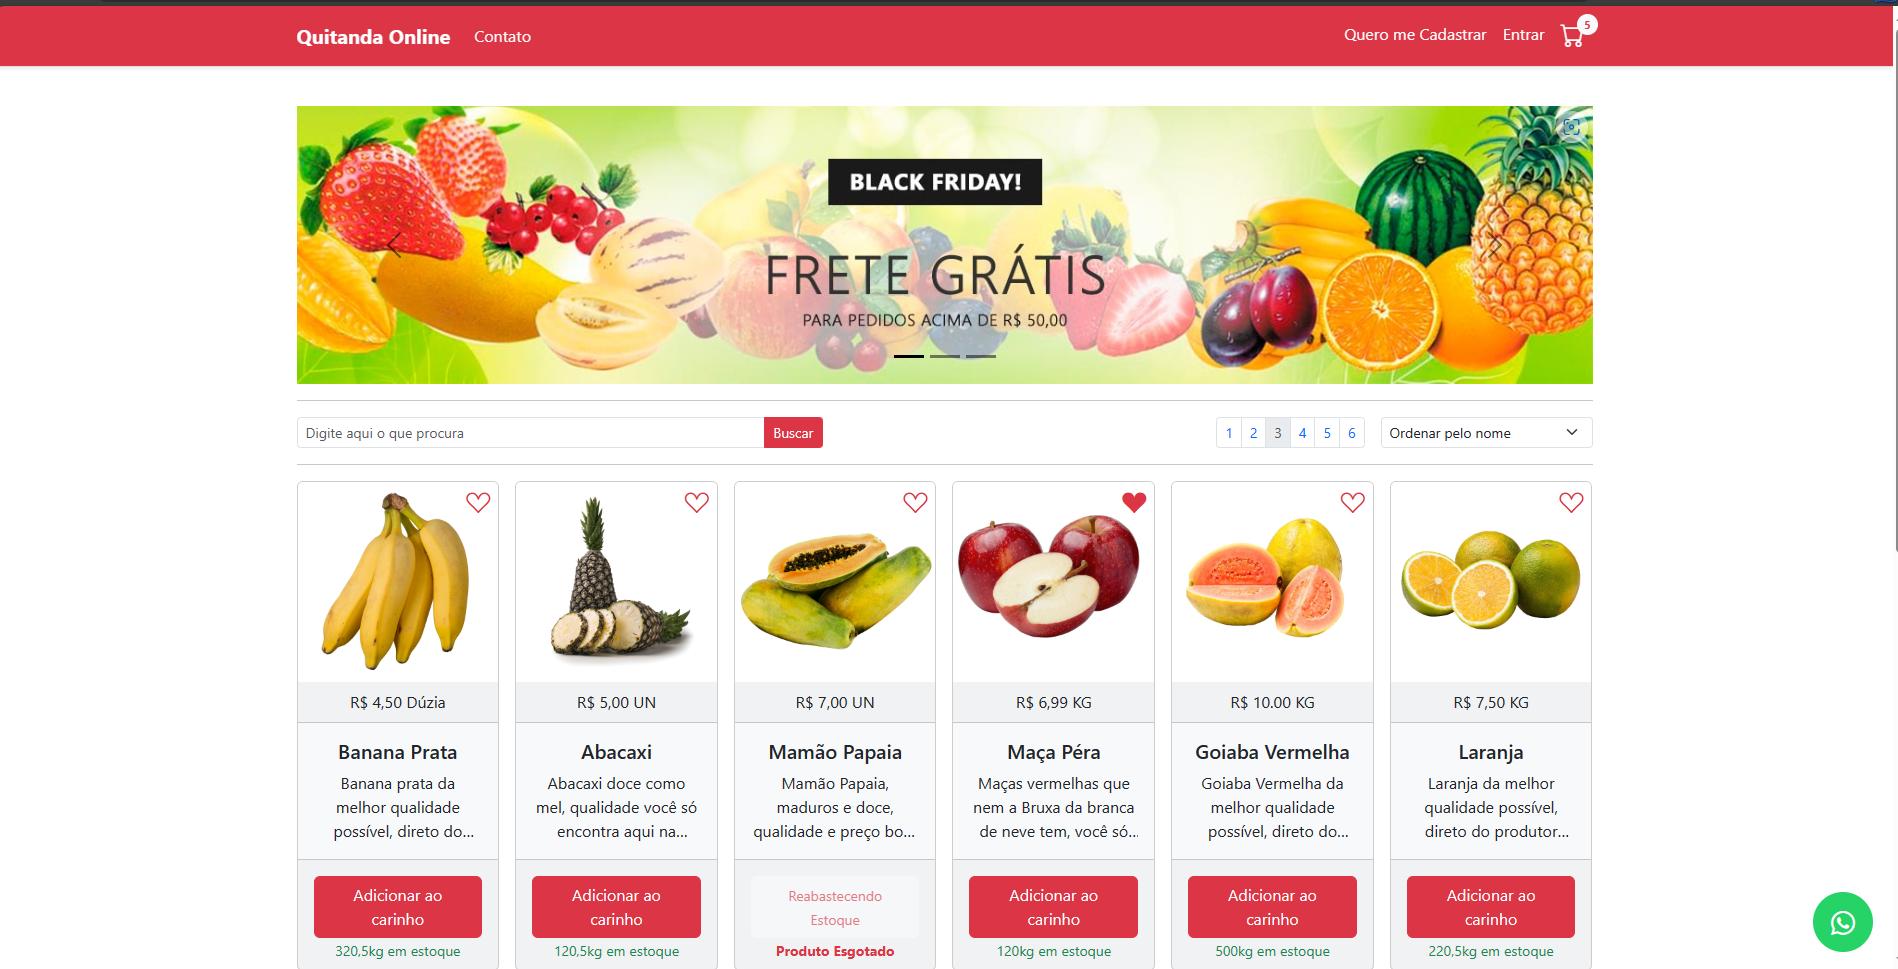 Quitanda Online
Contato
Quero me Cadastrar
Entrar
5
BLACK FRIDAY!
FRETE GRÁTIS
PARA PEDIDOS ACIMA DE R$ 50,00
Digite aqui o que procura
Buscar
1 2 3 4 5 6
Ordenar pelo nome
R$ 4,50 Dúzia
Banana Prata
Banana prata da
melhor qualidade
possível, direto do...
Adicionar ao
carinho
320,5kg em estoque
R$ 5,00 UN
Abacaxi
Abacaxi doce como
mel, qualidade você só
encontra aqui na...
Adicionar ao
carinho
120,5kg em estoque
R$ 7,00 UN
Mamão Papaia
Mamão Papaia,
maduros e doce,
qualidade e preço bo...
Reabastecendo
Estoque
Produto Esgotado
R$ 6,99 KG
Maça Péra
Maças vermelhas que
nem a Bruxa da branca
de neve tem, você só...
Adicionar ao
carinho
120kg em estoque
R$ 10.00 KG
Goiaba Vermelha
Goiaba Vermelha da
melhor qualidade
possível, direto do...
Adicionar ao
carinho
500kg em estoque
R$ 7,50 KG
Laranja
Laranja da melhor
qualidade possível,
direto do produtor...
Adicionar ao
carinho
220,5kg em estoque